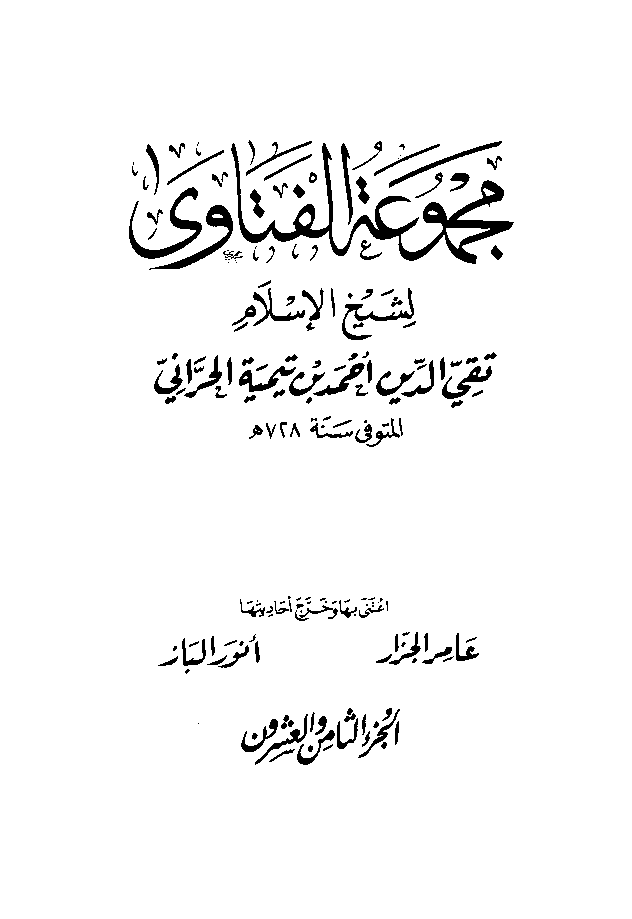 مجموعة الفتاوى
لشيخ الإسلام
تقي الدين أحمد بن تيمية الحراني
المتوفى سنة ٧٢٨هـ
اعتنى بها وخرج أحاديثها
عامر الجزار أنور الباز
الجزء الثامن والعشرون